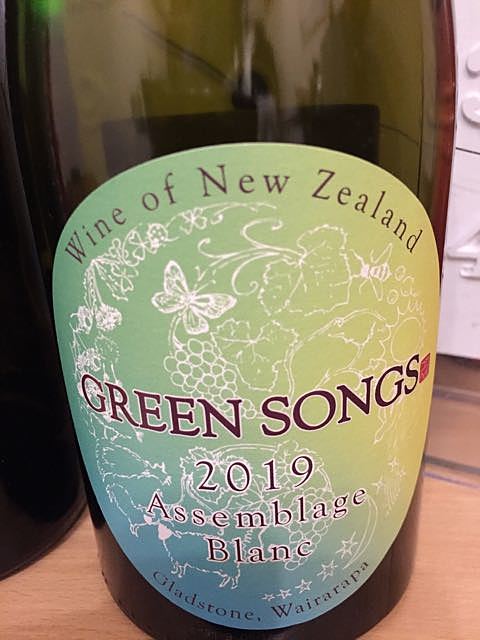 Wine of New Zealand
GREEN SONGS
2019
Assemblage
Blanc
Gladstone, Wairarapa